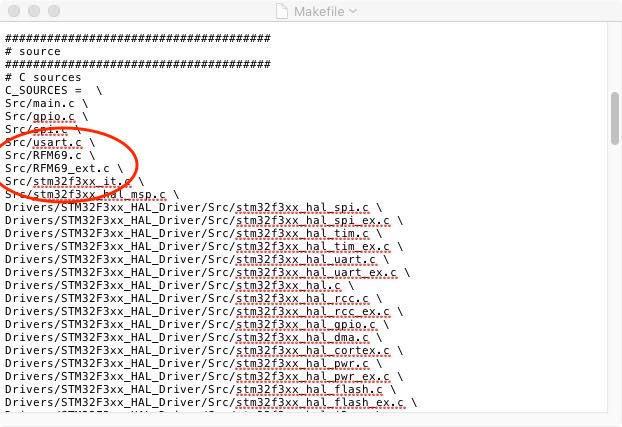 Makefile
#####################################
# source
#####################################
# C sources
C_SOURCES =  \
Src/main.c \
Src/gpio.c \
Src/spi.c \
Src/usart.c \
Src/RFM69.c \
Src/RFM69_ext.c \
Src/stm32f3xx_it.c \
Src/stm32f3xx_hal_msp.c \
Drivers/STM32F3xx_HAL_Driver/Src/stm32f3xx_hal_spi.c \
Drivers/STM32F3xx_HAL_Driver/Src/stm32f3xx_hal_spi_ex.c \
Drivers/STM32F3xx_HAL_Driver/Src/stm32f3xx_hal_tim.c \
Drivers/STM32F3xx_HAL_Driver/Src/stm32f3xx_hal_tim_ex.c \
Drivers/STM32F3xx_HAL_Driver/Src/stm32f3xx_hal_uart.c \
Drivers/STM32F3xx_HAL_Driver/Src/stm32f3xx_hal_uart_ex.c \
Drivers/STM32F3xx_HAL_Driver/Src/stm32f3xx_hal.c \
Drivers/STM32F3xx_HAL_Driver/Src/stm32f3xx_hal_rcc.c \
Drivers/STM32F3xx_HAL_Driver/Src/stm32f3xx_hal_rcc_ex.c \
Drivers/STM32F3xx_HAL_Driver/Src/stm32f3xx_hal_gpio.c \
Drivers/STM32F3xx_HAL_Driver/Src/stm32f3xx_hal_dma.c \
Drivers/STM32F3xx_HAL_Driver/Src/stm32f3xx_hal_cortex.c \
Drivers/STM32F3xx_HAL_Driver/Src/stm32f3xx_hal_pwr.c \
Drivers/STM32F3xx_HAL_Driver/Src/stm32f3xx_hal_pwr_ex.c \
Drivers/STM32F3xx_HAL_Driver/Src/stm32f3xx_hal_flash.c \
Drivers/STM32F3xx_HAL_Driver/Src/stm32f3xx_hal_flash_ex.c \